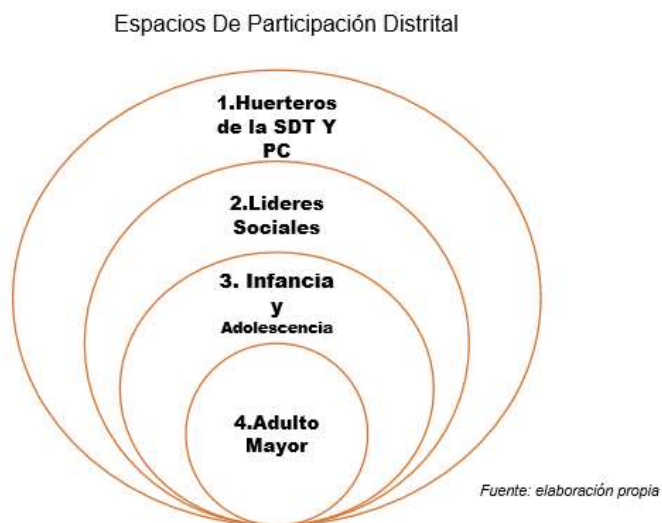 Espacios De Participación Distrital
1.Huerteros
de la SDT Y
PC
2.Lideres
Sociales
3. Infancia
y
Adolescencia
4.Adulto
Mayor
Fuente: elaboración propia